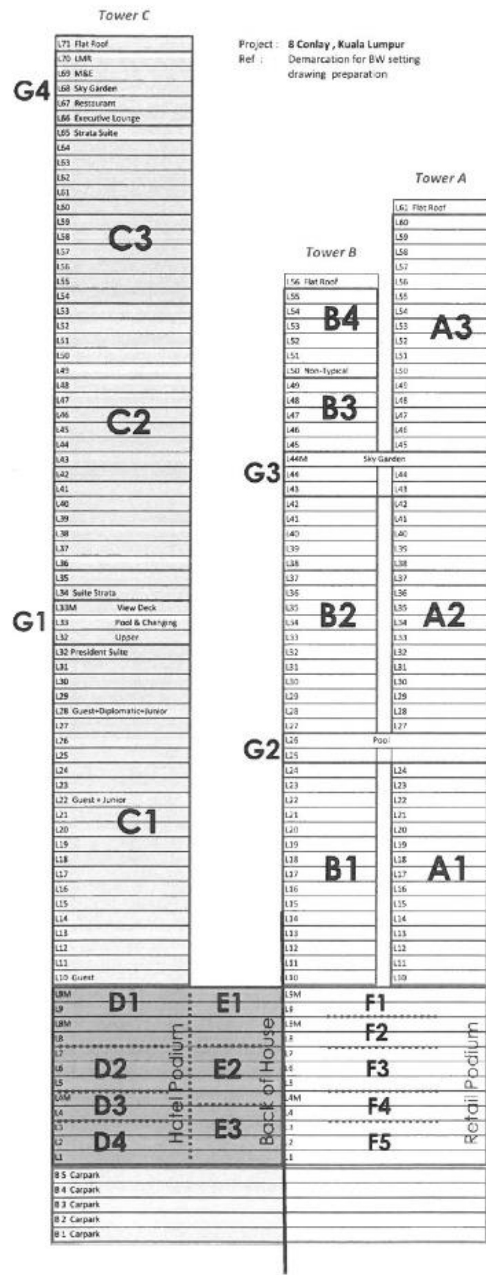 Tower C
Project : 8 Conlay , Kuala Lumpur
Ref : Demarcation for BW setting
drawing preparation
L71 Flat Roof
L70 LMR
L69 M&E
L68 Sky Garden
G4
L67 Restaurant
L66 Executive Lounge
L65 Strata Suite
L64
L63
L62
L61
L60
L59
L58
L57
L56
L55
L54
L53
L52
L51
L50
L49
L48
L47
L46
L45
L44
L43
L42
L41
L40
L39
L38
L37
L36
L35
L34 Suite Strata
C3
C2
L33M View Deck
G1
L33 Pool & Changing
L32 Upper
L32 President Suite
L31
L30
L29
L28 Guest+Diplomatic+Junior
L27
L26
L25
L24
L23
L22 Guest + Junior
L21
C1
L20
L19
L18
L17
L16
L15
L14
L13
L12
L11
L10 Guest
Tower B
L56 Flat Roof
L55
L54
B4
L53
L52
L51
L50 Non-Typical
L49
L48
B3
L47
L46
L45
L44M Sky Garden
G3
L44
L43
L42
L41
L40
L39
L38
L37
L36
L35
B2
L34
L33
L32
L31
L30
L29
L28
L27
L26 Pool
G2
L25
L24
L23
L22
L21
L20
L19
L18
B1
L17
L16
L15
L14
L13
L12
L11
L10
Tower A
L61 Flat Roof
L60
L59
L58
L57
L56
L55
L54
L53
A3
L52
L51
L50
L49
L48
L47
L46
L45
L44
L43
L42
L41
L40
L39
L38
L37
L36
L35
A2
L34
L33
L32
L31
L30
L29
L28
L27
L24
L23
L22
L21
L20
L19
L18
A1
L17
L16
L15
L14
L13
L12
L11
L10
L9M
D1
E1
L9
L8M
L8
L7
D2
E2
L6
L5
L4M
D3
L4
L3
E3
D4
L2
L1
Hotel Podium
Back of House
L9M
F1
L9
L8M
F2
L8
L7
F3
L6
L5
L4M
F4
L4
L3
F5
L2
L1
Retail Podium
B 5 Carpark
B 4 Carpark
B 3 Carpark
B 2 Carpark
B 1 Carpark